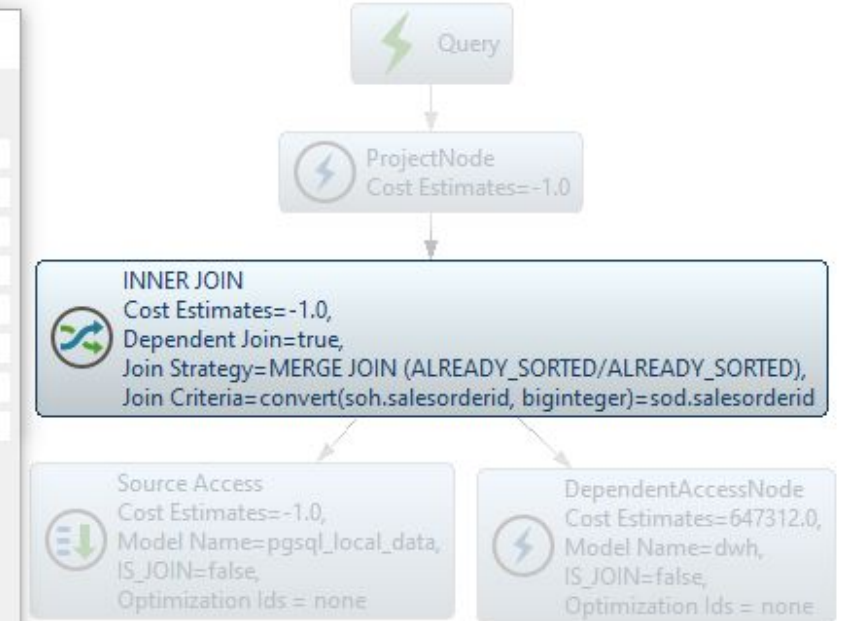 Query
ProjectNode
Cost Estimates=-1.0
INNER JOIN
Cost Estimates=-1.0,
Dependent Join=true,
Join Strategy=MERGE JOIN (ALREADY_SORTED/ALREADY_SORTED),
Join Criteria=convert(soh.salesorderid, biginteger)=sod.salesorderid
Source Access
Cost Estimates=-1.0,
Model Name=pgsql_local_data,
IS_JOIN=false,
Optimization Ids = none
DependentAccessNode
Cost Estimates=647312.0,
Model Name=dwh,
IS_JOIN=false,
Optimization Ids = none